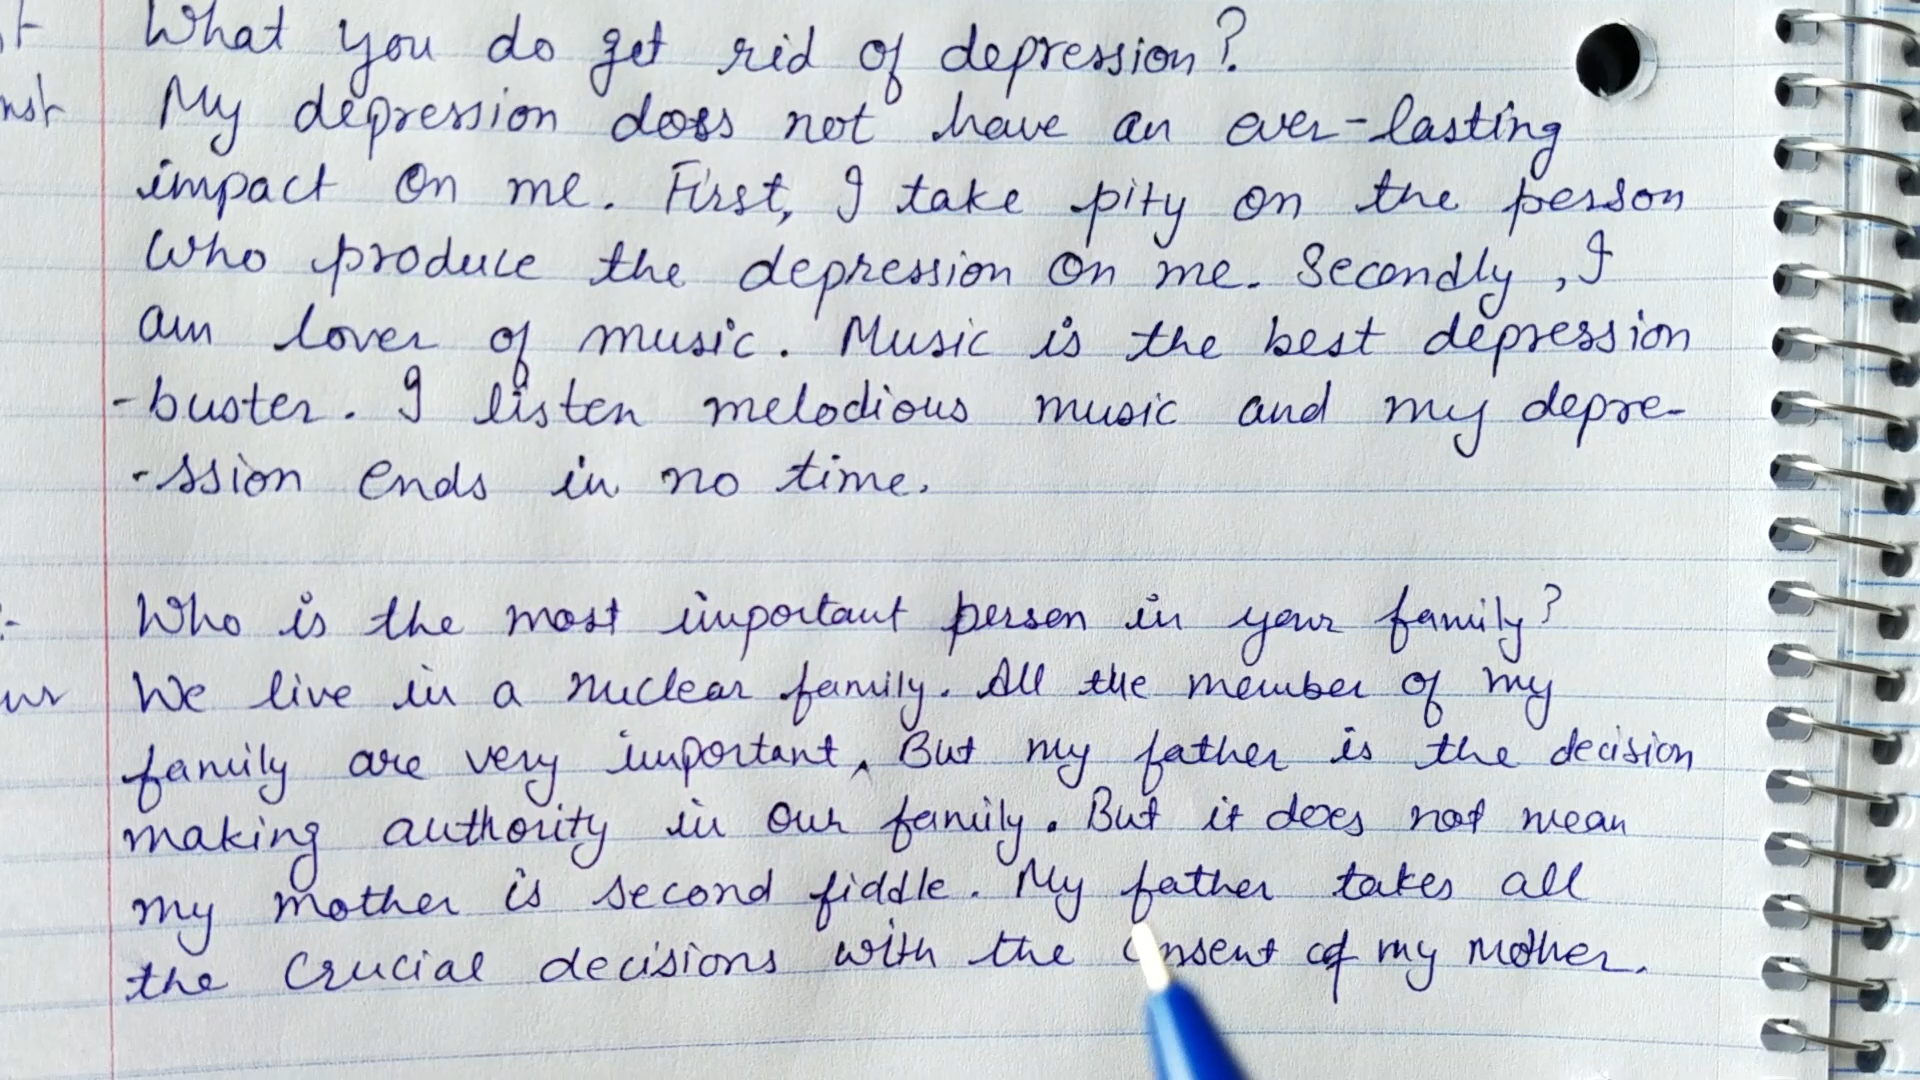 What you do get rid of depression?
My depression does not have an ever-lasting
impact on me. First, I take pity on the person
who produce the depression on me. Secondly, I
am lover of music. Music is the best depression
-buster. I listen melodious music and my depre-
-ssion ends in no time.
Who is the most important person in your family?
We live in a nuclear family. All the member of my
family are very important. But my father is the decision
making authority in our family. But it does not mean
my mother is second fiddle. My father takes all
the crucial decisions with the consent of my mother.